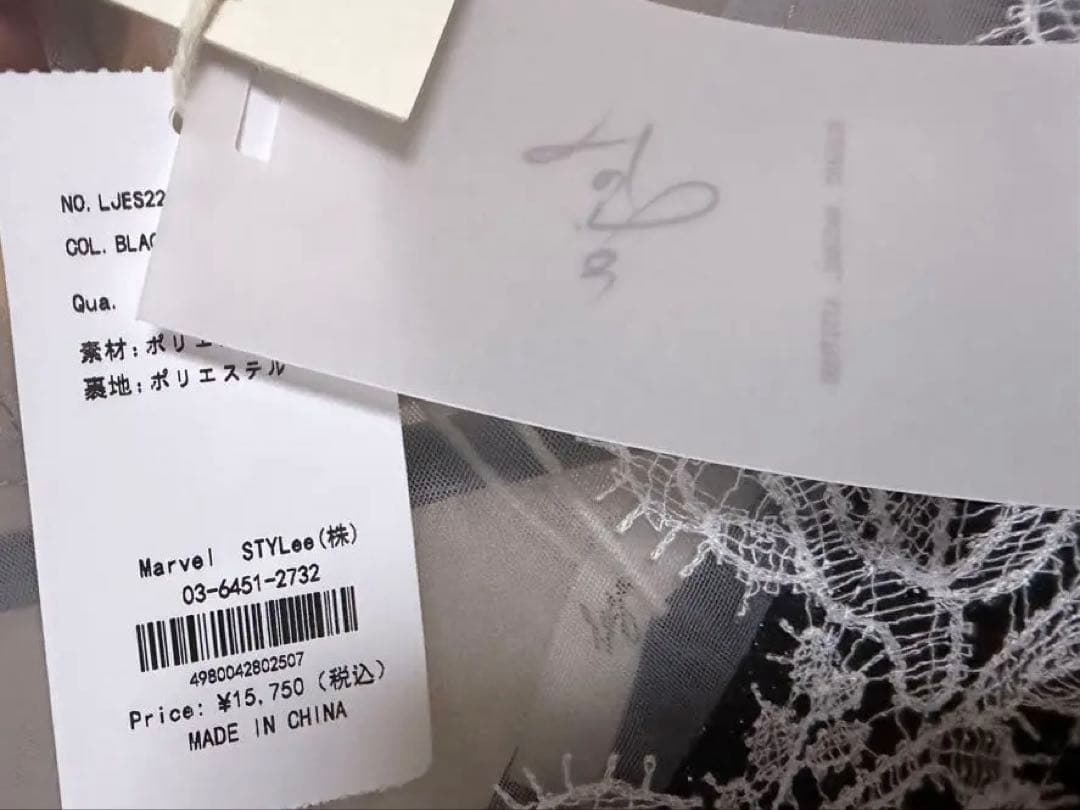 NO. LJES22
COL. BLAC
Qua.
素材:ポリエ
裏地:ポリエステル
Marvel STYLee(株)
03-6451-2732
4980042802507
Price: ¥15,750 (税込)
MADE IN CHINA